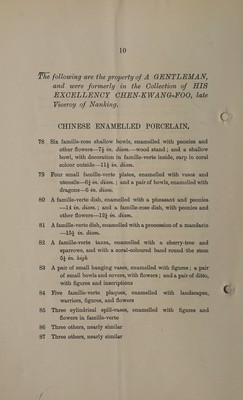 10
The following are the property of A GENTLEMAN,
and were formerly in the Collection of HIS
EXCELLENCY CHEN-KWANG-FOO, late
Viceroy of Nanking.
CHINESE ENAMELLED PORCELAIN.
78 Six famille-rose shallow bowls, enamelled with peonies and
other flowers—7½ in. diam.—wood stand; and a shallow
bowl, with decoration in famille-verte inside, carp in coral
colour outside—11½ in. diam.
79 Four small famille-verte plates, enamelled with vases and
utensils—6½ in. diam.; and a pair of bowls, enamelled with
dragons—6 in. diam.
80 A famille-verte dish, enamelled with a pheasant and peonies
—14 in. diam.; and a famille-rose dish, with peonies and
other flowers—12¾ in. diam.
81 A famille-verte dish, enamelled with a procession of a mandarin
—15½ in. diam.
82 A famille-verte tazza, enamelled with a cherry-tree and
sparrows, and with a coral-coloured band round the stem
5½ in. high
83 A pair of small hanging vases, enamelled with figures; a pair
of small bowls and covers, with flowers; and a pair of ditto,
with figures and inscriptions
84 Five famille-verte plaques, enamelled with landscapes,
warriors, figures, and flowers
85 Three cylindrical spill-vases, enamelled with figures and
flowers in famille-verte
86 Three others, nearly similar
87 Three others, nearly similar